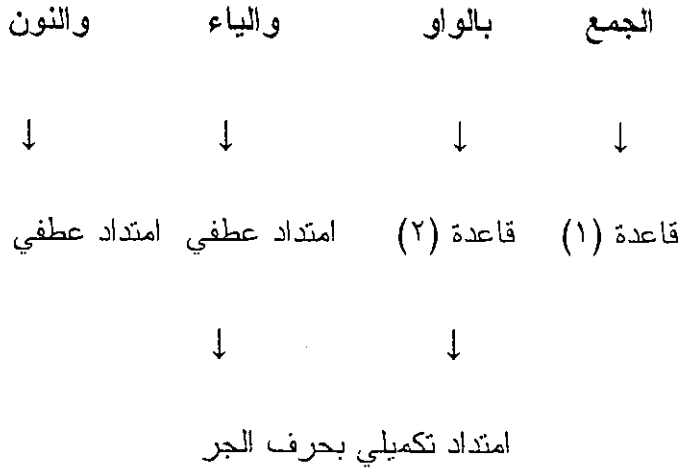 الجمع بالواو والياء والنون
↓ ↓ ↓ ↓
قاعدة (١) قاعدة (٢) امتداد عطفي امتداد عطفي
↓ ↓
امتداد تكميلي بحرف الجر